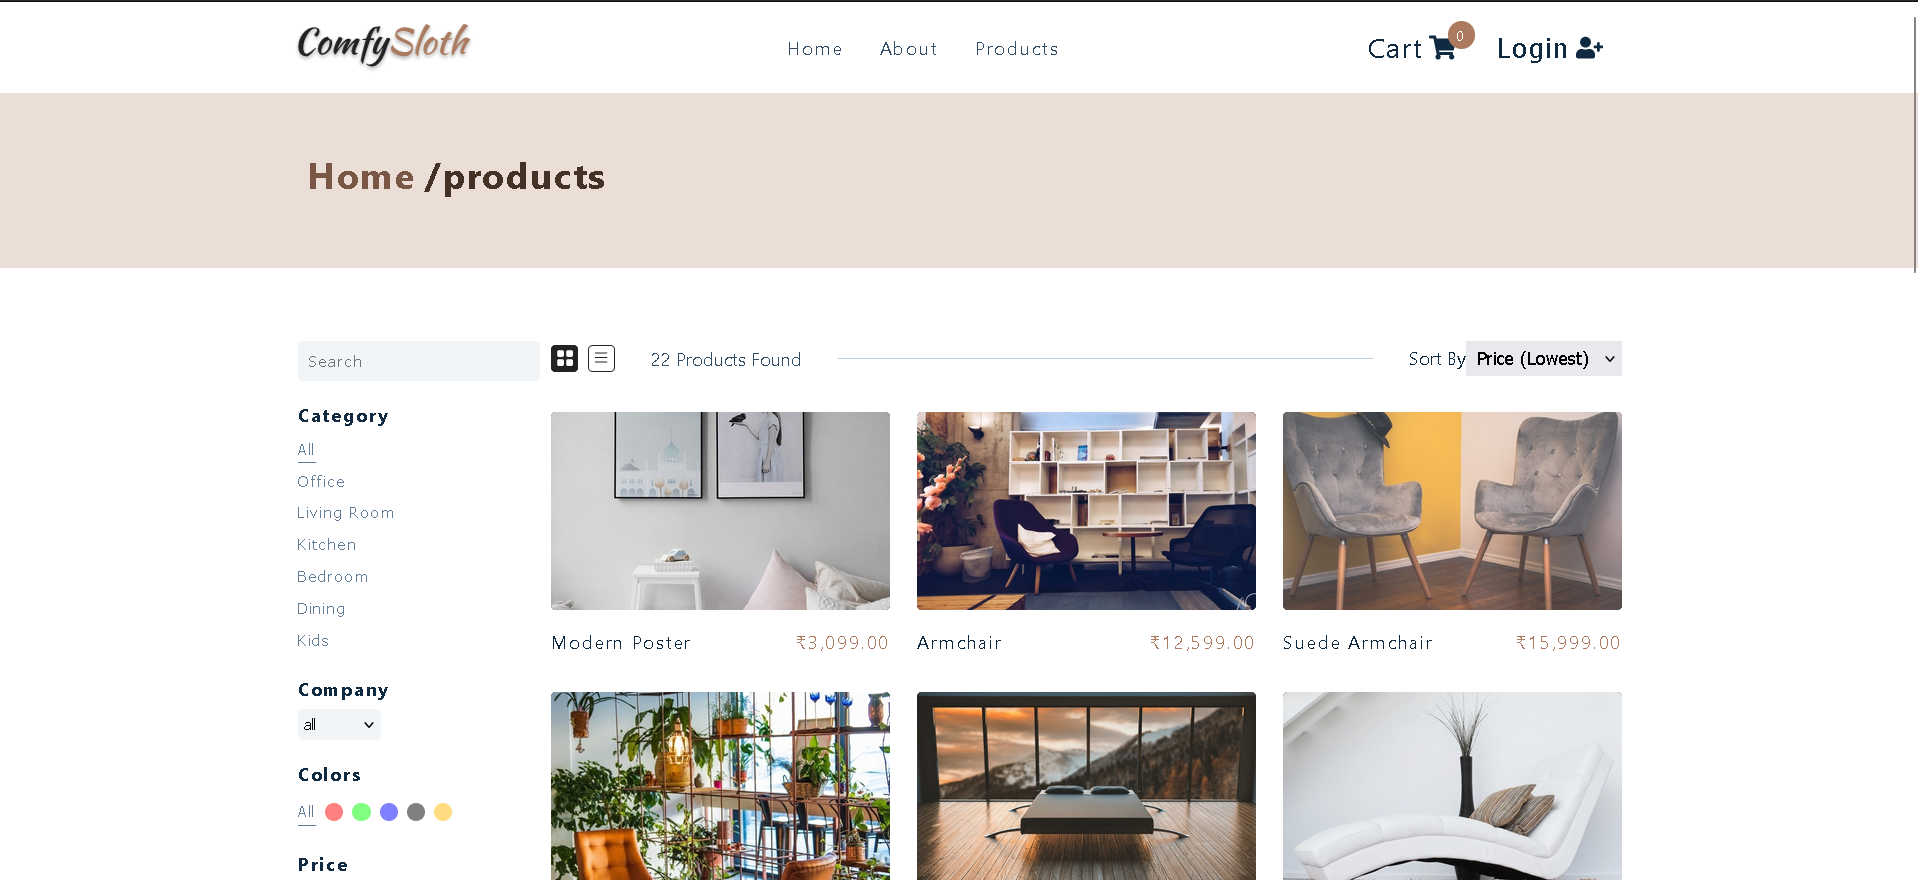 ComfySloth
Home About Products
Cart 0 Login
Home /products
Search
22 Products Found
Sort By Price (Lowest)
Category
All
Office
Living Room
Kitchen
Bedroom
Dining
Kids
Company
all
Colors
All
Price
Modern Poster ₹3,099.00
Armchair ₹12,599.00
Suede Armchair ₹15,999.00